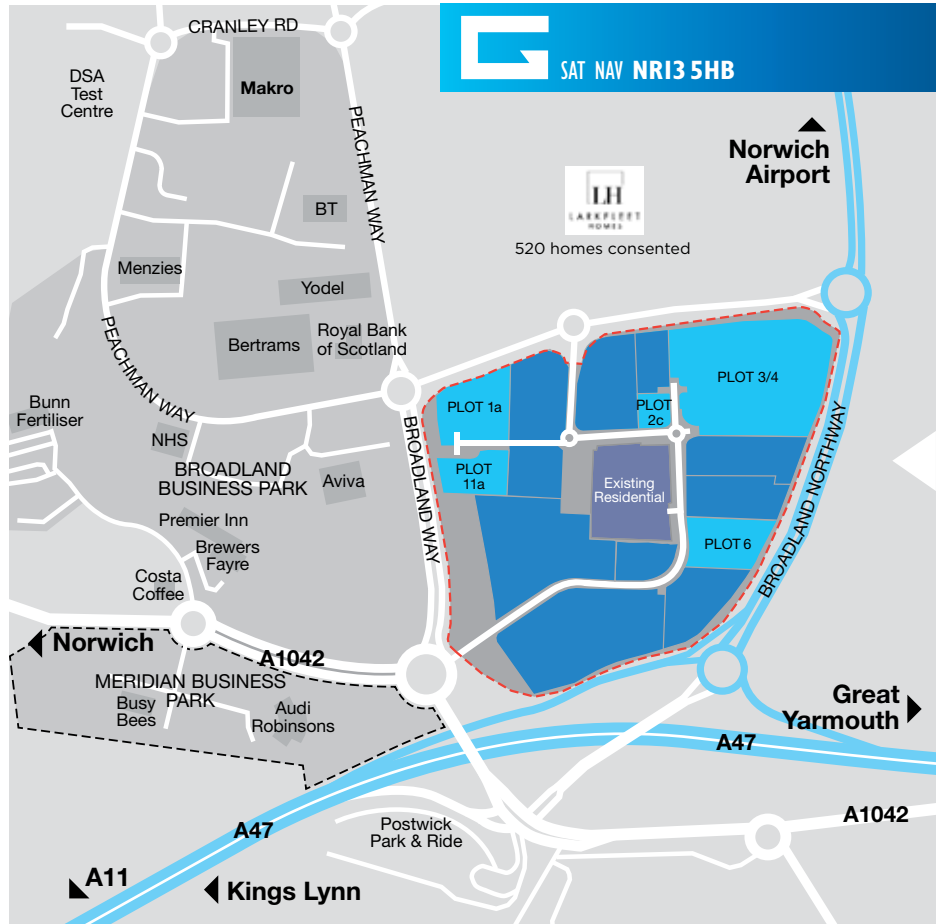 CRANLEY RD
SAT NAV NR13 5HB
DSA
Test
Centre
Makro
PEACHMAN WAY
Norwich
Airport
LH
LARKFLEET
HOMES
520 homes consented
BT
Menzies
Yodel
Bertrams
Royal Bank
of Scotland
PEACHMAN WAY
PLOT 3/4
PLOT 1a
PLOT
2c
Bunn
Fertiliser
NHS
BROADLAND
BUSINESS PARK
Aviva
BROADLAND WAY
PLOT
11a
Existing
Residential
BROADLAND NORTHWAY
Premier Inn
Brewers
Fayre
PLOT 6
Costa
Coffee
Norwich
A1042
MERIDIAN BUSINESS
PARK
Busy
Bees
Audi
Robinsons
Great
Yarmouth
A47
A47
Postwick
Park & Ride
A1042
A11
Kings Lynn